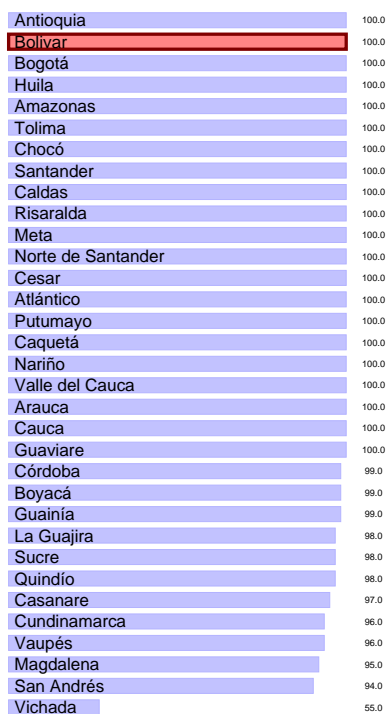 Antioquia 100.0
Bolivar 100.0
Bogotá 100.0
Huila 100.0
Amazonas 100.0
Tolima 100.0
Chocó 100.0
Santander 100.0
Caldas 100.0
Risaralda 100.0
Meta 100.0
Norte de Santander 100.0
Cesar 100.0
Atlántico 100.0
Putumayo 100.0
Caquetá 100.0
Nariño 100.0
Valle del Cauca 100.0
Arauca 100.0
Cauca 100.0
Guaviare 100.0
Córdoba 99.0
Boyacá 99.0
Guainía 99.0
La Guajira 98.0
Sucre 98.0
Quindío 98.0
Casanare 97.0
Cundinamarca 96.0
Vaupés 96.0
Magdalena 95.0
San Andrés 94.0
Vichada 55.0